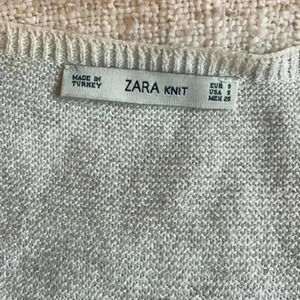 MADE IN
TURKEY
ZARA KNIT
EUR S
USA S
MEX 26